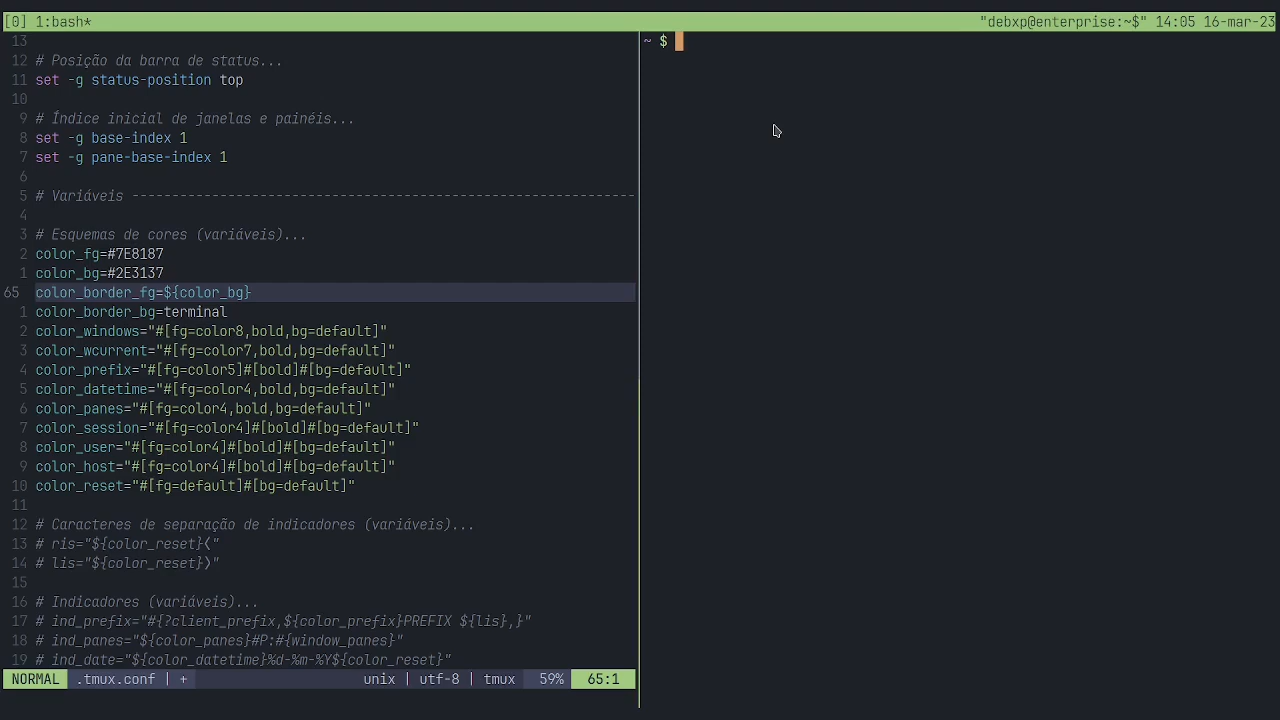 [0] 1:bash* "debxp@enterprise:~$" 14:05 16-mar-23
13
12 # Posição da barra de status...
11 set -g status-position top
10
9 # Índice inicial de janelas e painéis...
8 set -g base-index 1
7 set -g pane-base-index 1
6
5 # Variáveis ---------------------------------------------------------------
4
3 # Esquemas de cores (variáveis)...
2 color_fg=#7E8187
1 color_bg=#2E3137
65 color_border_fg=${color_bg}
1 color_border_bg=terminal
2 color_windows="#[fg=color8,bold,bg=default]"
3 color_wcurrent="#[fg=color7,bold,bg=default]"
4 color_prefix="#[fg=color5]#[bold]#[bg=default]"
5 color_datetime="#[fg=color4,bold,bg=default]"
6 color_panes="#[fg=color4,bold,bg=default]"
7 color_session="#[fg=color4]#[bold]#[bg=default]"
8 color_user="#[fg=color4]#[bold]#[bg=default]"
9 color_host="#[fg=color4]#[bold]#[bg=default]"
10 color_reset="#[fg=default]#[bg=default]"
11
12 # Caracteres de separação de indicadores (variáveis)...
13 # ris="${color_reset}⟨"
14 # lis="${color_reset}⟩"
15
16 # Indicadores (variáveis)...
17 # ind_prefix="#{?client_prefix,${color_prefix}PREFIX ${lis},}"
18 # ind_panes="${color_panes}#P:#{window_panes}"
19 # ind_date="${color_datetime}%d-%m-%Y${color_reset}"
NORMAL .tmux.conf | + unix | utf-8 | tmux 59% 65:1
~ $